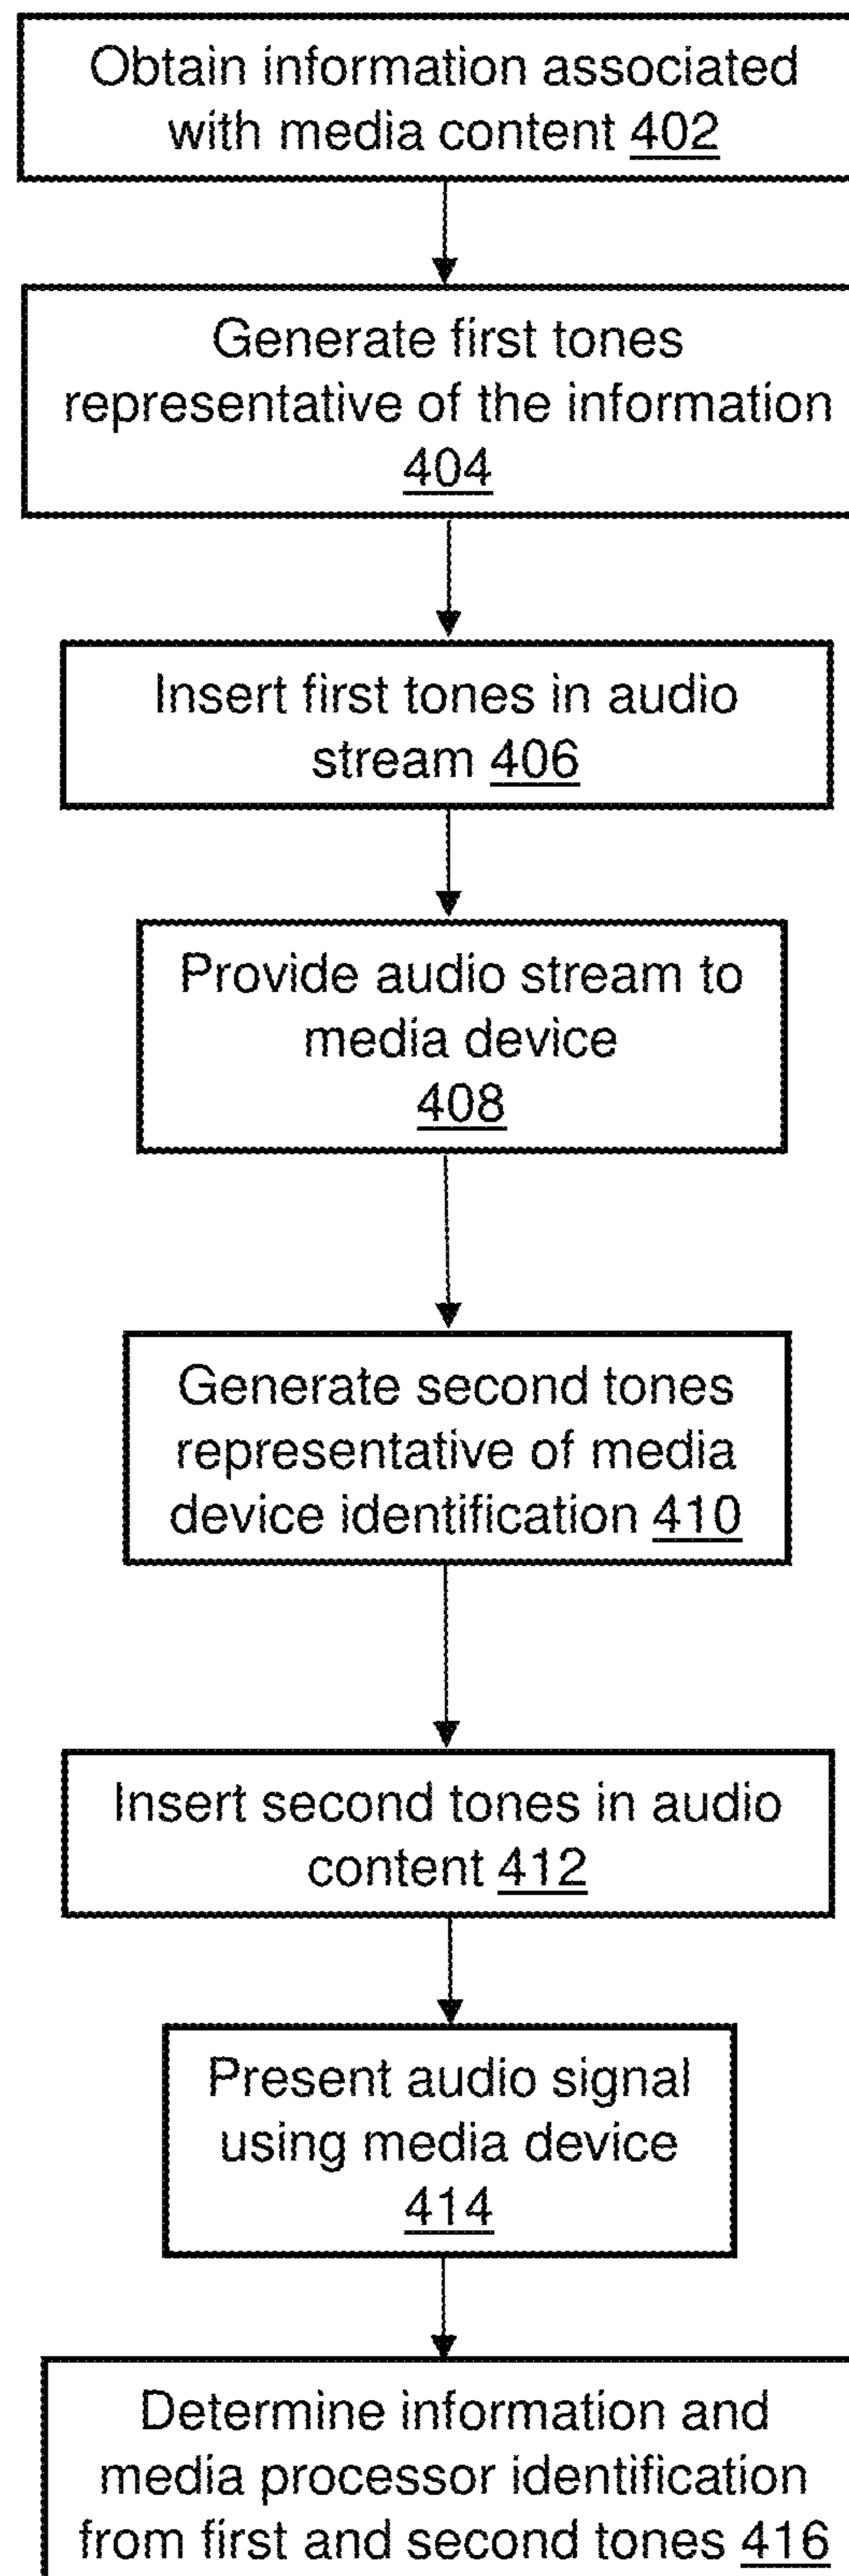 Obtain information associated
with media content 402
Generate first tones
representative of the information
404
Insert first tones in audio
stream 406
Provide audio stream to
media device
408
Generate second tones
representative of media
device identification 410
Insert second tones in audio
content 412
Present audio signal
using media device
414
Determine information and
media processor identification
from first and second tones 416